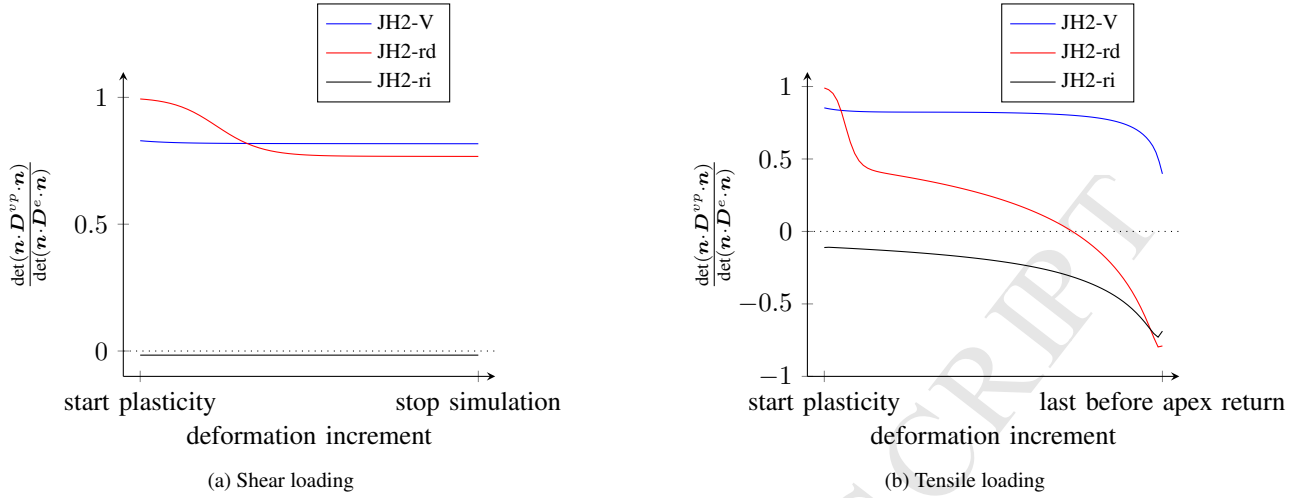 JH2-V
JH2-rd
JH2-ri
1
0.5
0
det(n·D^{vp}·n)
det(n·D^e·n)
start plasticity
stop simulation
deformation increment
(a) Shear loading
JH2-V
JH2-rd
JH2-ri
1
0.5
0
−0.5
−1
det(n·D^{vp}·n)
det(n·D^e·n)
start plasticity
last before apex return
deformation increment
(b) Tensile loading
CRIPT